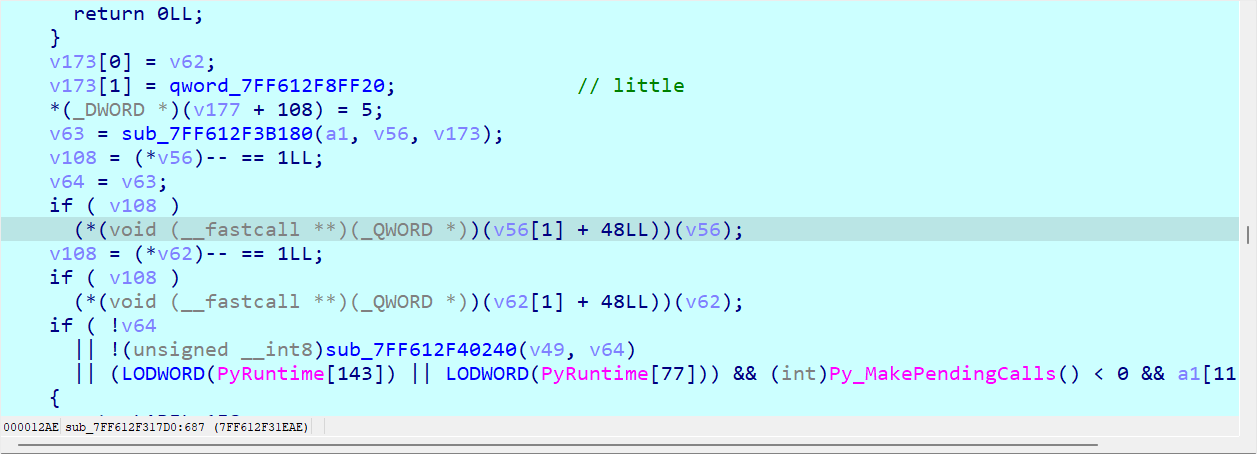 return 0LL;
}
v173[0] = v62;
v173[1] = qword_7FF612F8FF20; // little
*(_DWORD *)(v177 + 108) = 5;
v63 = sub_7FF612F3B180(a1, v56, v173);
v108 = (*v56)-- == 1LL;
v64 = v63;
if ( v108 )
(*(void (__fastcall **)(_QWORD *))(v56[1] + 48LL))(v56);
v108 = (*v62)-- == 1LL;
if ( v108 )
(*(void (__fastcall **)(_QWORD *))(v62[1] + 48LL))(v62);
if ( !v64
|| !(unsigned __int8)sub_7FF612F40240(v49, v64)
|| (LODWORD(PyRuntime[143]) || LODWORD(PyRuntime[77])) && (int)Py_MakePendingCalls() < 0 && a1[11
{
000012AE sub_7FF612F317D0:687 (7FF612F31EAE)